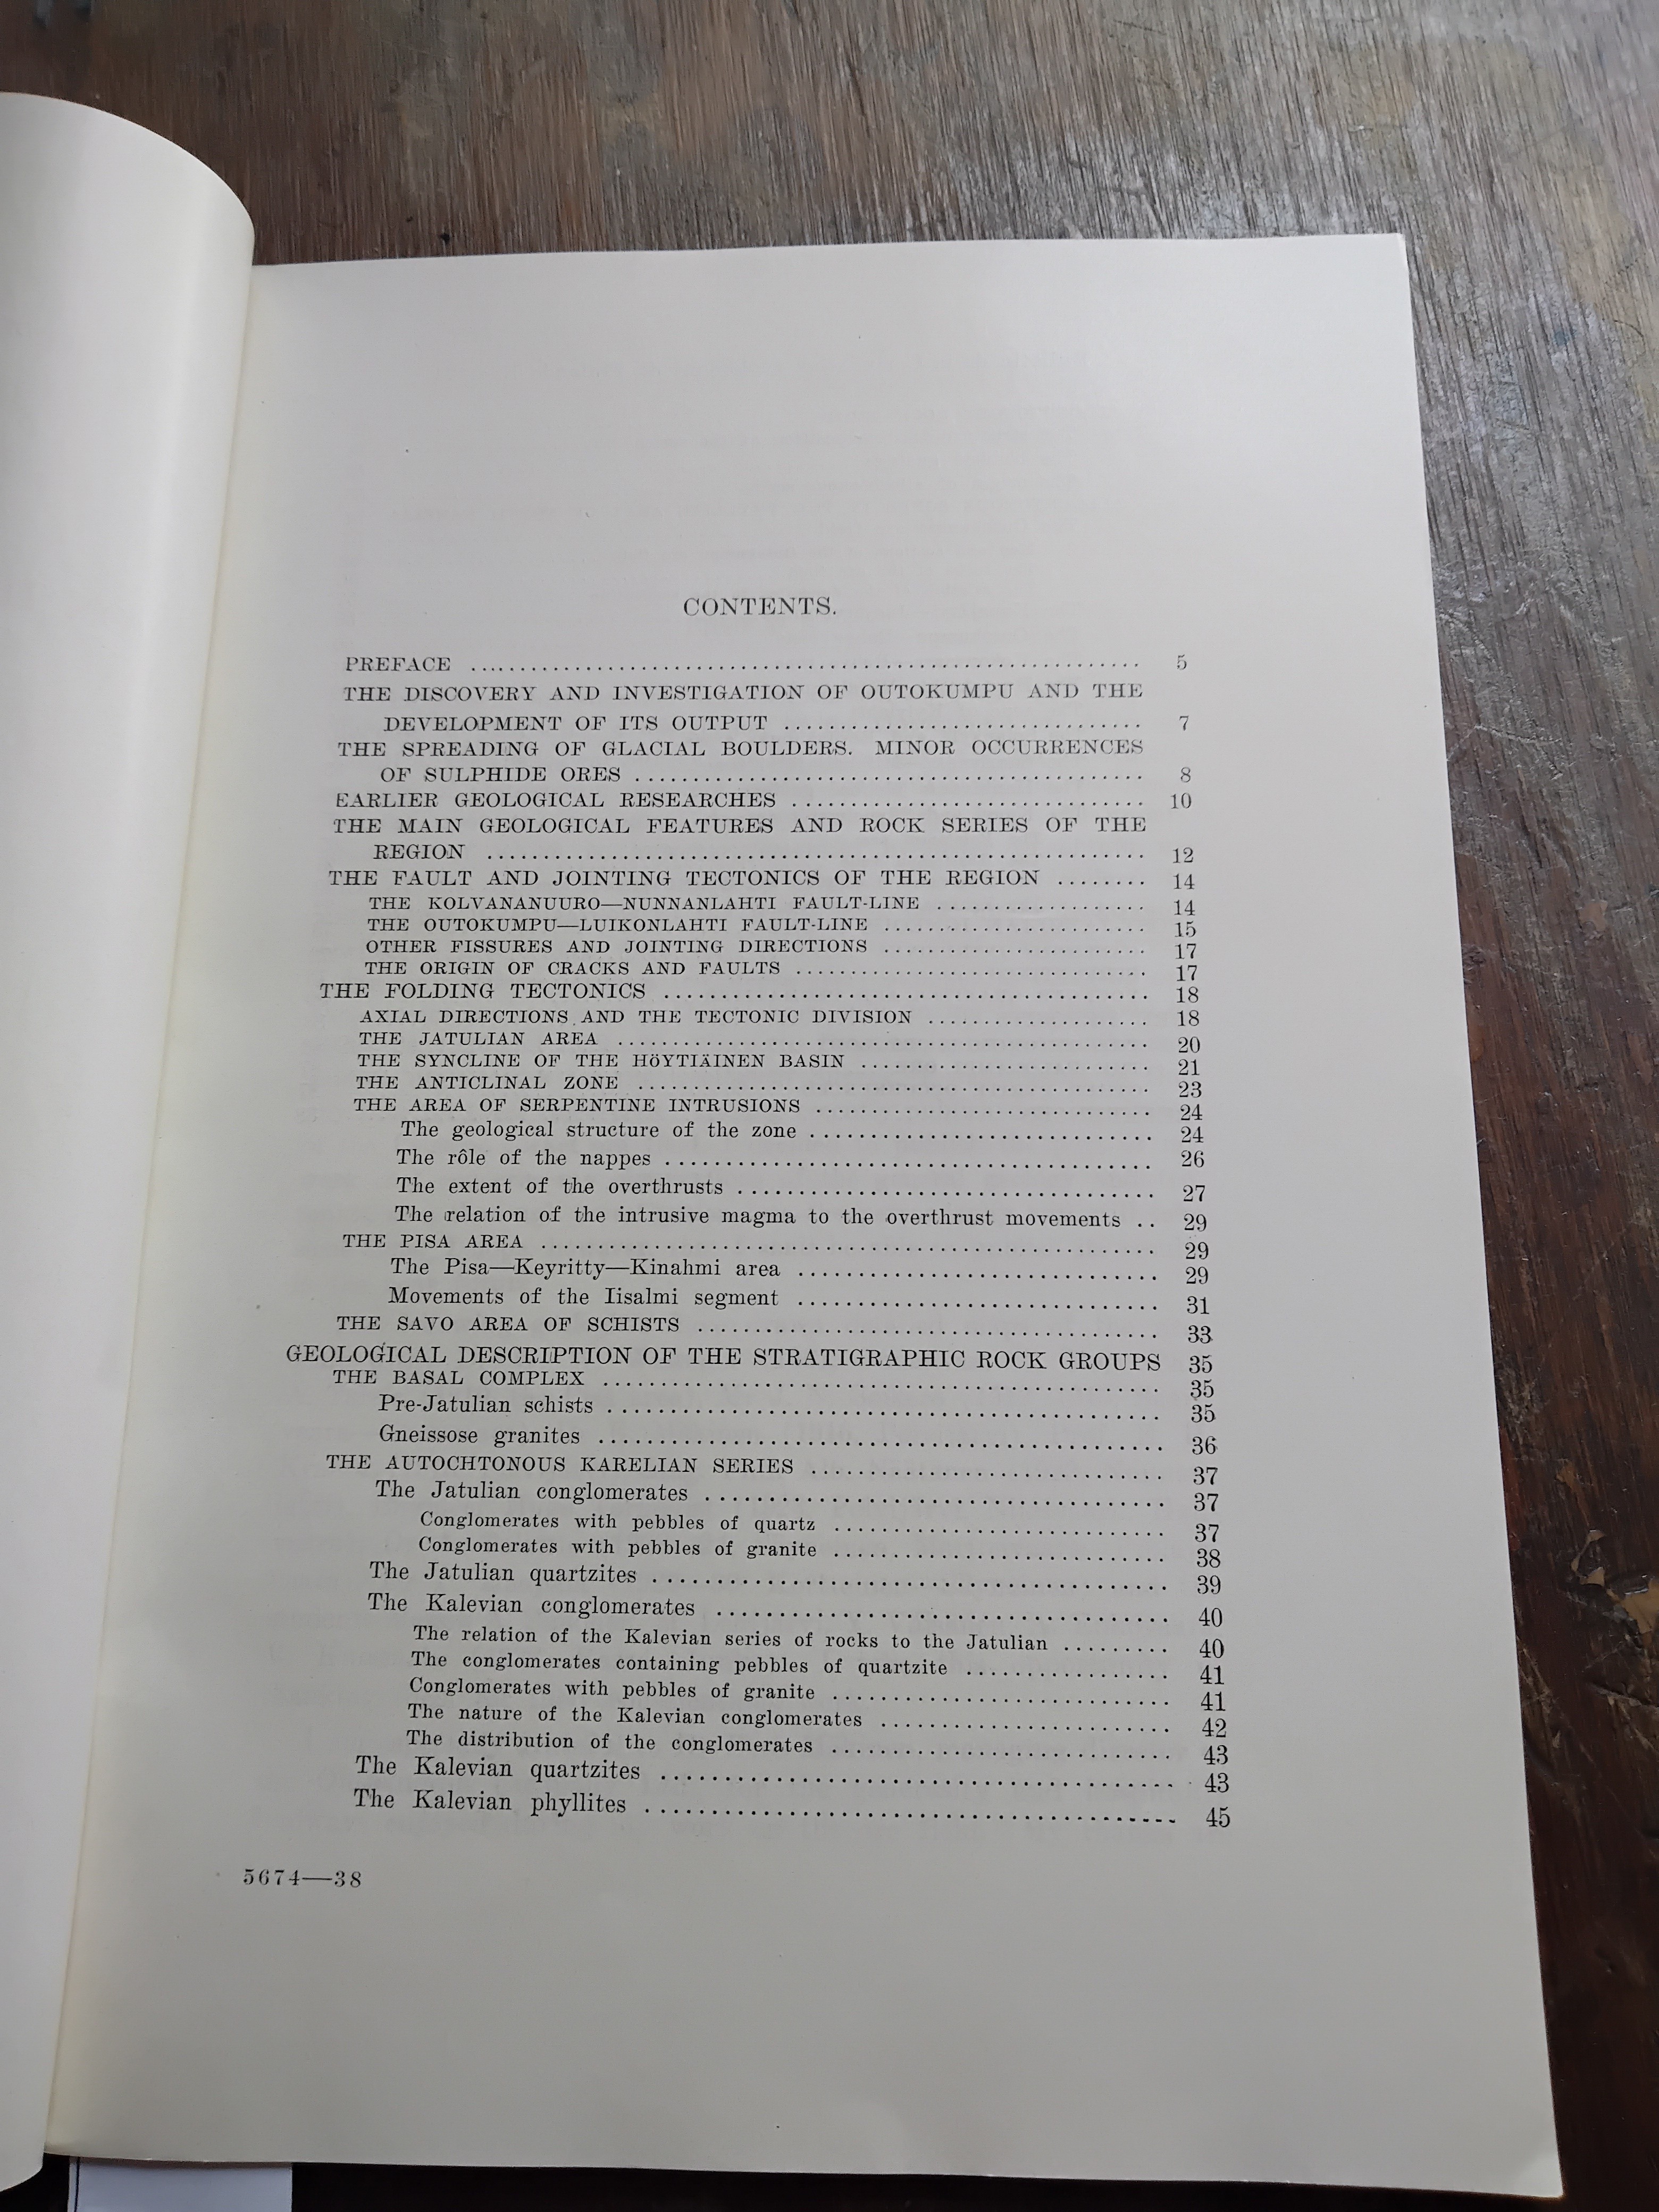 CONTENTS.
PREFACE ........ 5
THE DISCOVERY AND INVESTIGATION OF OUTOKUMPU AND THE
DEVELOPMENT OF ITS OUTPUT ........ 7
THE SPREADING OF GLACIAL BOULDERS. MINOR OCCURRENCES
OF SULPHIDE ORES ........ 8
EARLIER GEOLOGICAL RESEARCHES ........ 10
THE MAIN GEOLOGICAL FEATURES AND ROCK SERIES OF THE
REGION ........ 12
THE FAULT AND JOINTING TECTONICS OF THE REGION ........ 14
THE KOLVANANUURO—NUNNANLAHTI FAULT-LINE ........ 14
THE OUTOKUMPU—LUIKONLAHTI FAULT-LINE ........ 15
OTHER FISSURES AND JOINTING DIRECTIONS ........ 17
THE ORIGIN OF CRACKS AND FAULTS ........ 17
THE FOLDING TECTONICS ........ 18
AXIAL DIRECTIONS AND THE TECTONIC DIVISION ........ 18
THE JATULIAN AREA ........ 20
THE SYNCLINE OF THE HöYTIÄINEN BASIN ........ 21
THE ANTICLINAL ZONE ........ 23
THE AREA OF SERPENTINE INTRUSIONS ........ 24
The geological structure of the zone ........ 24
The rôle of the nappes ........ 26
The extent of the overthrusts ........ 27
The relation of the intrusive magma to the overthrust movements .. 29
THE PISA AREA ........ 29
The Pisa—Keyritty—Kinahmi area ........ 29
Movements of the Iisalmi segment ........ 31
THE SAVO AREA OF SCHISTS ........ 33
GEOLOGICAL DESCRIPTION OF THE STRATIGRAPHIC ROCK GROUPS 35
THE BASAL COMPLEX ........ 35
Pre-Jatulian schists ........ 35
Gneissose granites ........ 36
THE AUTOCHTONOUS KARELIAN SERIES ........ 37
The Jatulian conglomerates ........ 37
Conglomerates with pebbles of quartz ........ 37
Conglomerates with pebbles of granite ........ 38
The Jatulian quartzites ........ 39
The Kalevian conglomerates ........ 40
The relation of the Kalevian series of rocks to the Jatulian ........ 40
The conglomerates containing pebbles of quartzite ........ 41
Conglomerates with pebbles of granite ........ 41
The nature of the Kalevian conglomerates ........ 42
The distribution of the conglomerates ........ 43
The Kalevian quartzites ........ 43
The Kalevian phyllites ........ 45
5674—38